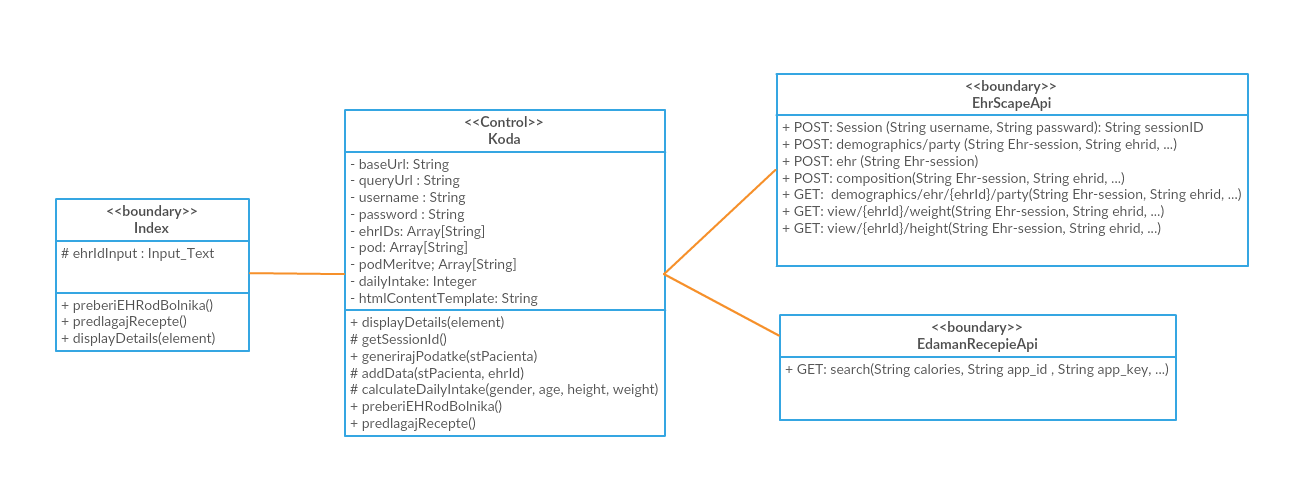 <<boundary>>
Index
# ehrIdInput : Input_Text
+ preberiEHRodBolnika()
+ predlagajRecepte()
+ displayDetails(element)
<<Control>>
Koda
- baseUrl: String
- queryUrl : String
- username : String
- password : String
- ehrIDs: Array[String]
- pod: Array[String]
- podMeritve; Array[String]
- dailyIntake: Integer
- htmlContentTemplate: String
+ displayDetails(element)
# getSessionId()
+ generirajPodatke(stPacienta)
# addData(stPacienta, ehrId)
# calculateDailyIntake(gender, age, height, weight)
+ preberiEHRodBolnika()
+ predlagajRecepte()
<<boundary>>
EhrScapeApi
+ POST: Session (String username, String passward): String sessionID
+ POST: demographics/party (String Ehr-session, String ehrid, ...)
+ POST: ehr (String Ehr-session)
+ POST: composition(String Ehr-session, String ehrid, ...)
+ GET:  demographics/ehr/{ehrId}/party(String Ehr-session, String ehrid, ...)
+ GET: view/{ehrId}/weight(String Ehr-session, String ehrid, ...)
+ GET: view/{ehrId}/height(String Ehr-session, String ehrid, ...)
<<boundary>>
EdamanRecepieApi
+ GET: search(String calories, String app_id , String app_key, ...)